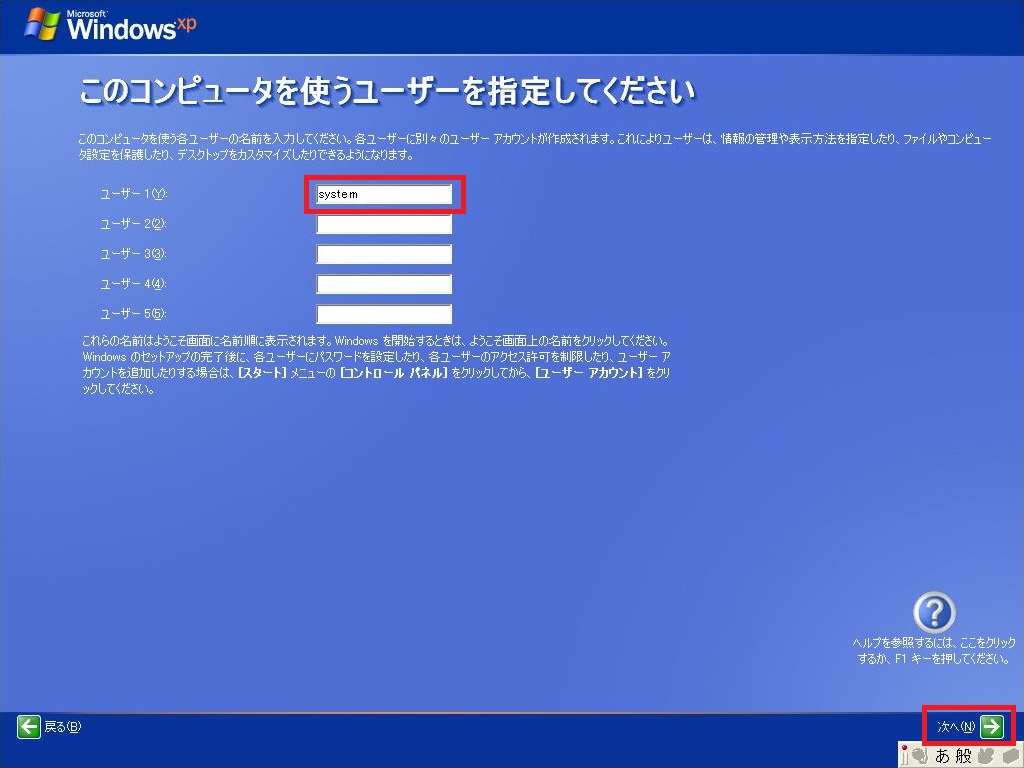 Microsoft
Windows xp
このコンピュータを使うユーザーを指定してください
このコンピュータを使う各ユーザーの名前を入力してください。各ユーザーに別々のユーザー アカウントが作成されます。これによりユーザーは、情報の管理や表示方法を指定したり、ファイルやコンピュー
タ設定を保護したり、デスクトップをカスタマイズしたりできるようになります。
ユーザー 1(Y):
system
ユーザー 2(2):
ユーザー 3(3):
ユーザー 4(4):
ユーザー 5(5):
これらの名前はようこそ画面に名前順に表示されます。Windows を開始するときは、ようこそ画面上の名前をクリックしてください。
Windows のセットアップの完了後に、各ユーザーにパスワードを設定したり、各ユーザーのアクセス許可を制限したり、ユーザー ア
カウントを追加したりする場合は、[スタート] メニューの [コントロール パネル] をクリックしてから、[ユーザー アカウント] をクリ
ックしてください。
ヘルプを参照するには、ここをクリック
するか、F1 キーを押してください。
戻る(B)
次へ(N)
あ 般